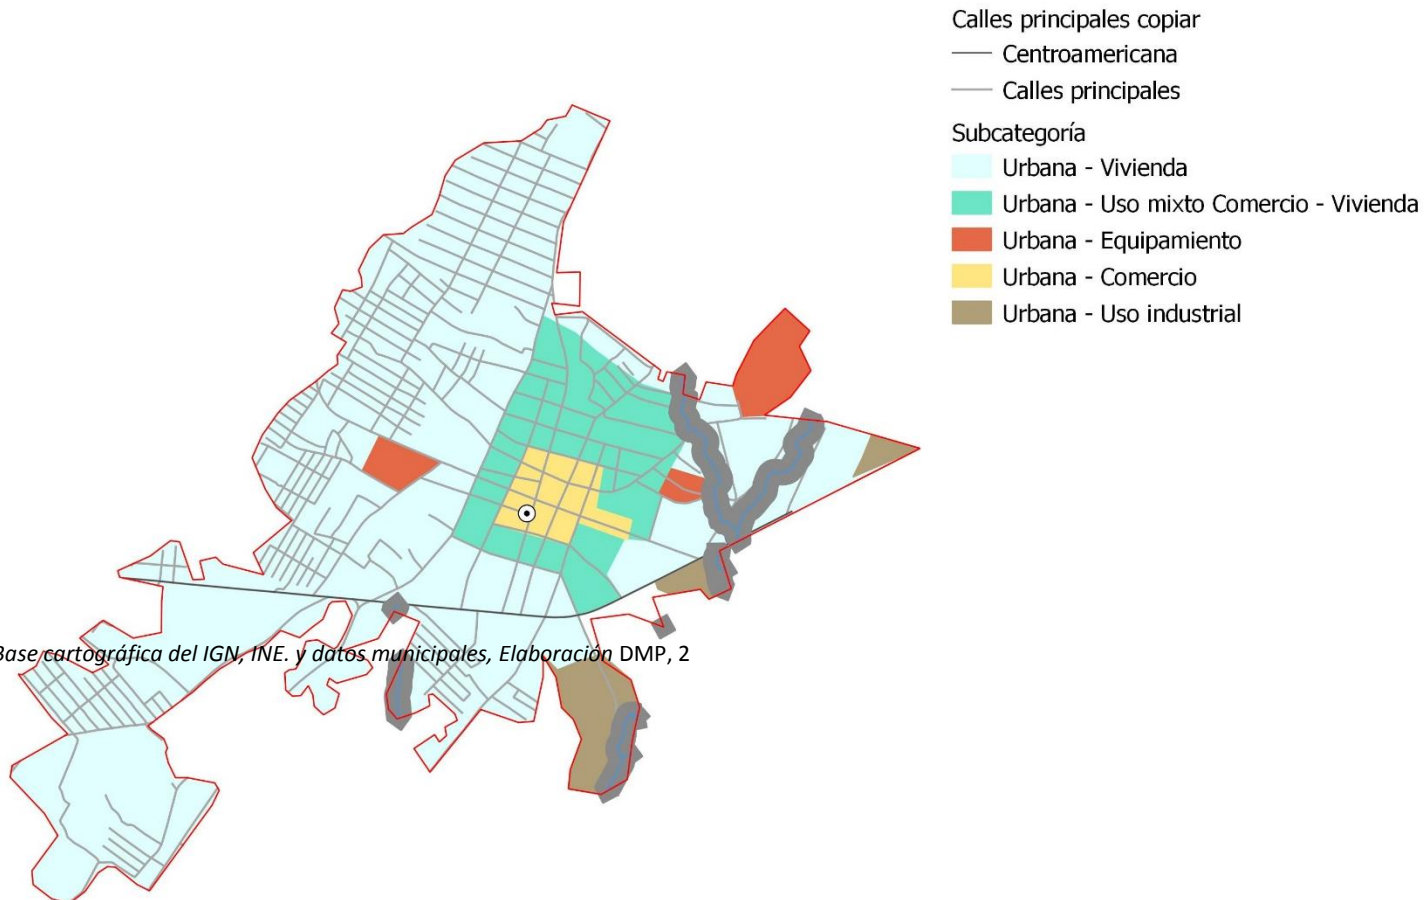 Calles principales copiar
Centroamericana
Calles principales
Subcategoría
Urbana - Vivienda
Urbana - Uso mixto Comercio - Vivienda
Urbana - Equipamiento
Urbana - Comercio
Urbana - Uso industrial
Base cartográfica del IGN, INE. y datos municipales, Elaboración DMP, 2